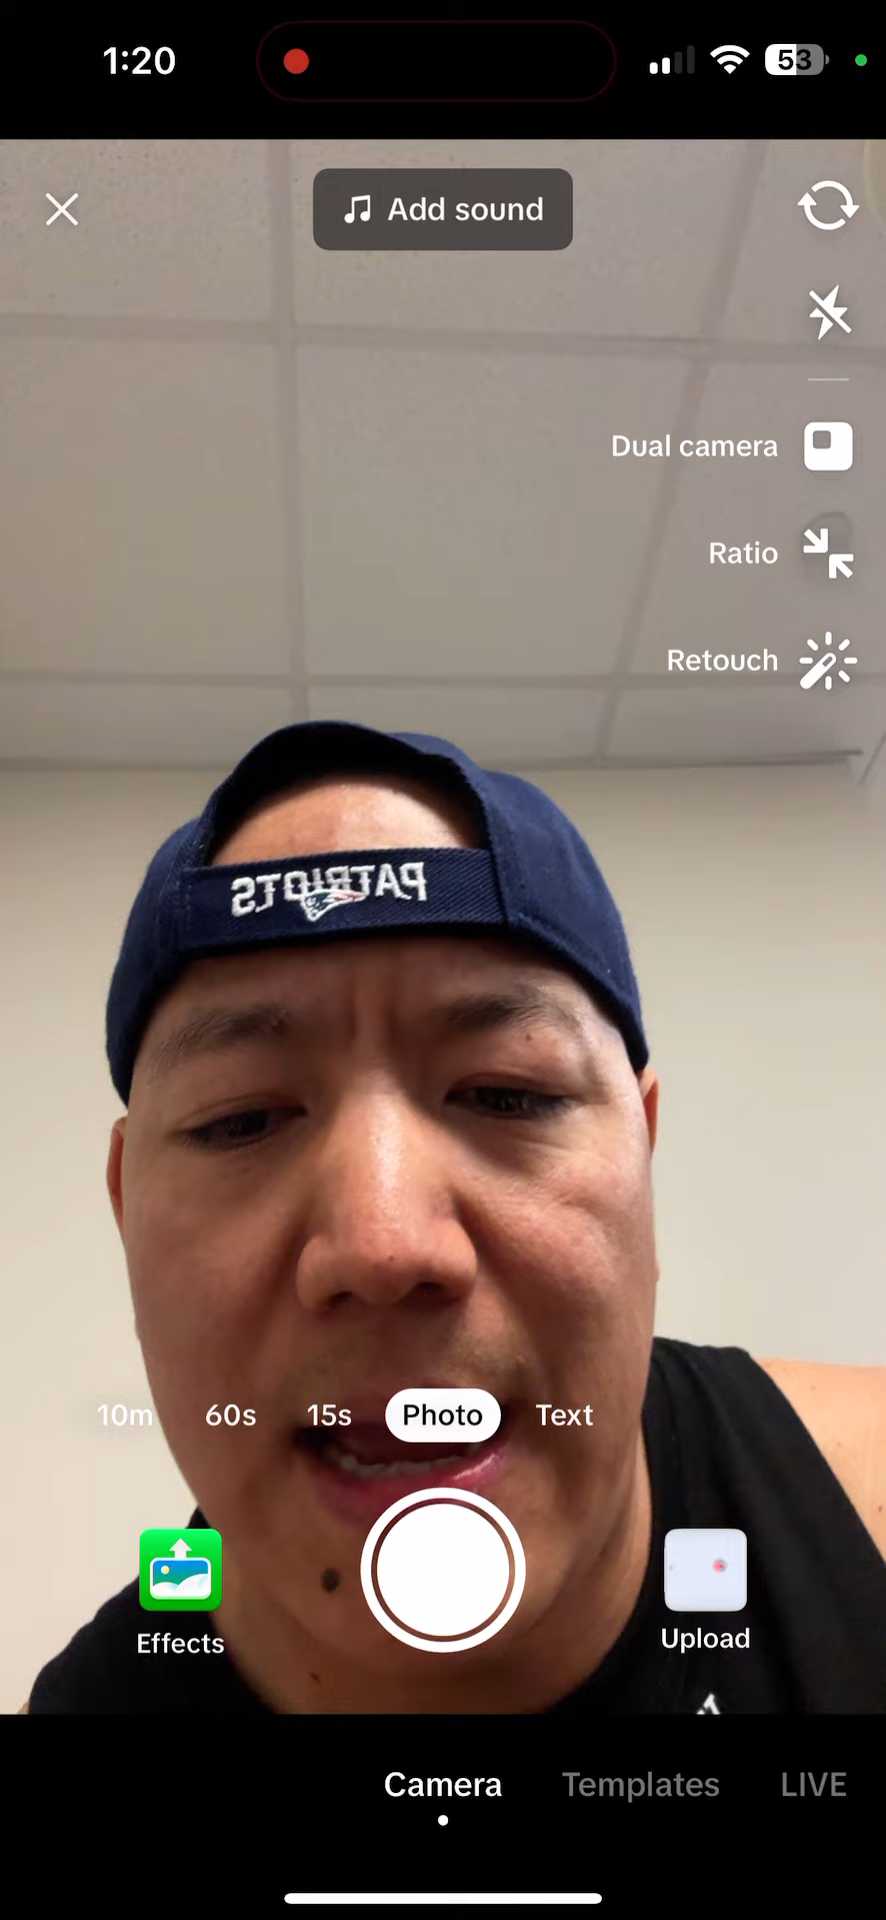 1:20
53
Add sound
Dual camera
Ratio
Retouch
PATRIOTS
10m
60s
15s
Photo
Text
Effects
Upload
Camera
Templates
LIVE